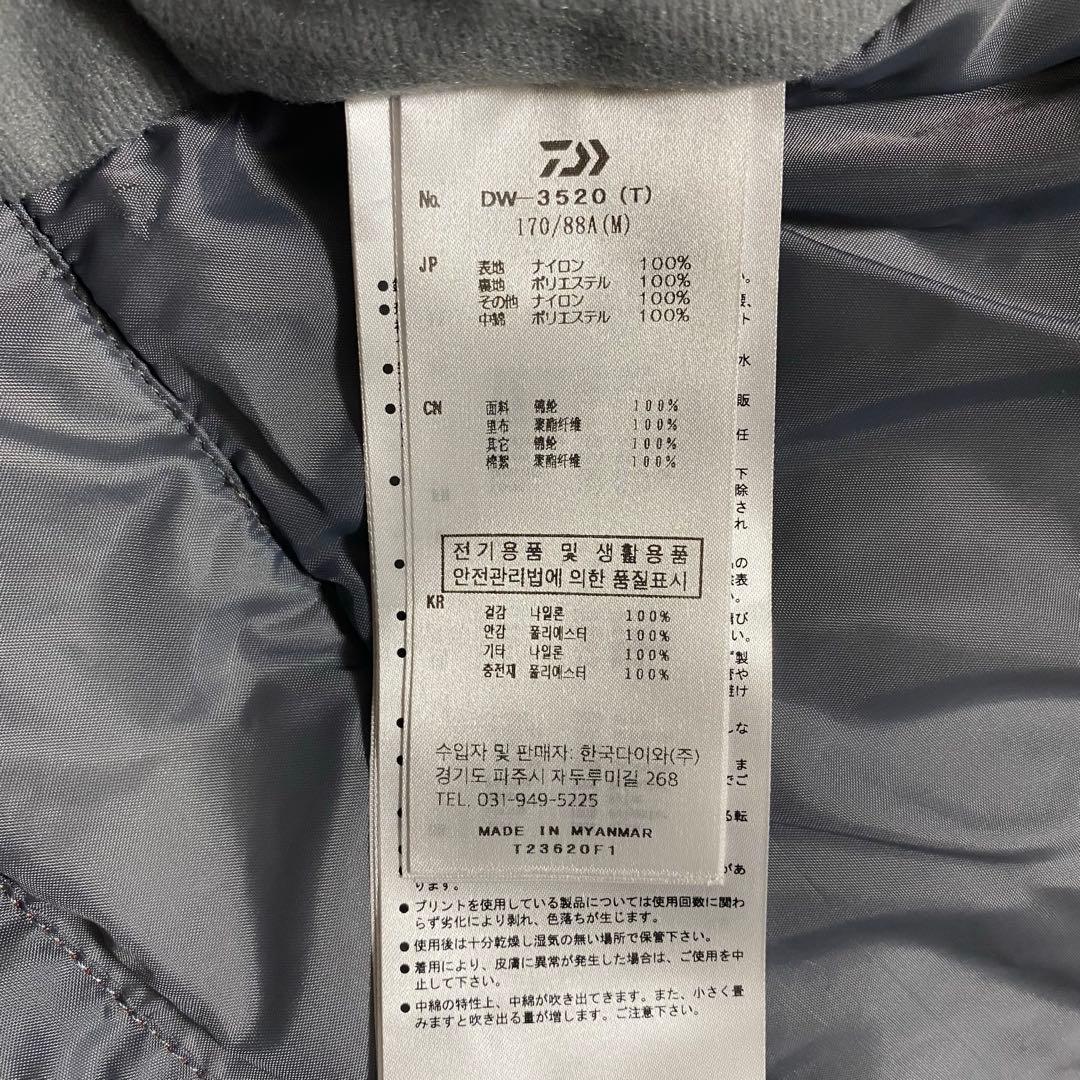 No. DW-3520 (T)
170/88A(M)
JP 表地 ナイロン 100%
裏地 ポリエステル 100%
その他 ナイロン 100%
中綿 ポリエステル 100%
CN 面料 锦纶 100%
里布 聚酯纤维 100%
其它 锦纶 100%
棉絮 聚酯纤维 100%
전기용품 및 생활용품
안전관리법에 의한 품질표시
KR 겉감 나일론 100%
안감 폴리에스터 100%
기타 나일론 100%
충전재 폴리에스터 100%
수입자 및 판매자: 한국다이와(주)
경기도 파주시 자두루미길 268
TEL. 031-949-5225
MADE IN MYANMAR
T23620F1
ります。
●プリントを使用している製品については使用回数に関わ
らず劣化により剥れ、色落ちが生じます。
●使用後は十分乾燥し湿気の無い場所で保管下さい。
●着用により、皮膚に異常が発生した場合は、ご使用を中
止して下さい。
●中綿の特性上、中綿が吹き出てきます。また、小さく畳
みますと吹き出る量が増します。ご注意下さい。